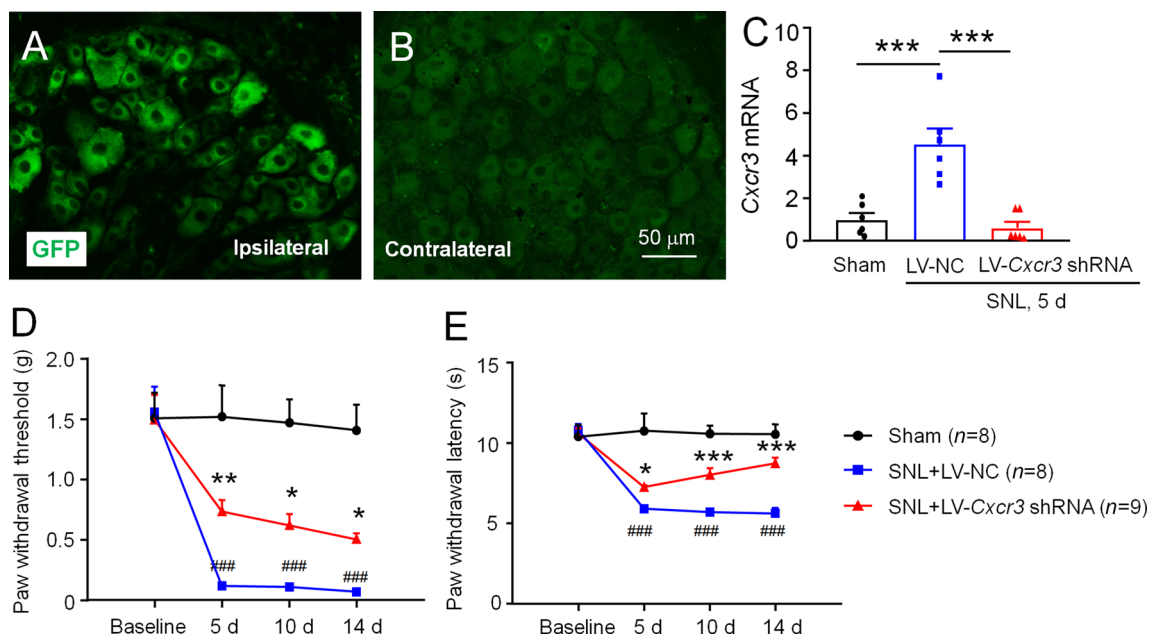 A
GFP
Ipsilateral
B
Contralateral
50 μm
C
Cxcr3 mRNA
10
8
6
4
2
0
***
***
Sham
LV-NC
LV-Cxcr3 shRNA
SNL, 5 d
D
Paw withdrawal threshold (g)
2.0
1.5
1.0
0.5
0
**
*
*
###
###
###
Baseline
5 d
10 d
14 d
E
Paw withdrawal latency (s)
15
10
5
0
*
***
***
###
###
###
Baseline
5 d
10 d
14 d
Sham (n=8)
SNL+LV-NC (n=8)
SNL+LV-Cxcr3 shRNA (n=9)